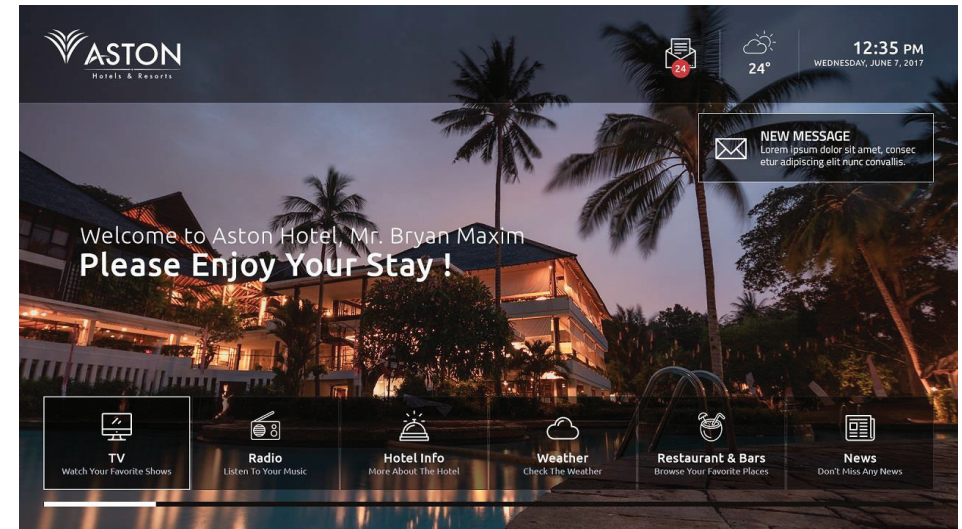 ASTON
Hotels & Resorts
24
24°
12:35 PM
WEDNESDAY, JUNE 7, 2017
NEW MESSAGE
Lorem ipsum dolor sit amet, consec
etur adipiscing elit nunc convallis.
Welcome to Aston Hotel, Mr. Bryan Maxim
Please Enjoy Your Stay !
TV
Watch Your Favorite Shows
Radio
Listen To Your Music
Hotel Info
More About The Hotel
Weather
Check The Weather
Restaurant & Bars
Browse Your Favorite Places
News
Don't Miss Any News